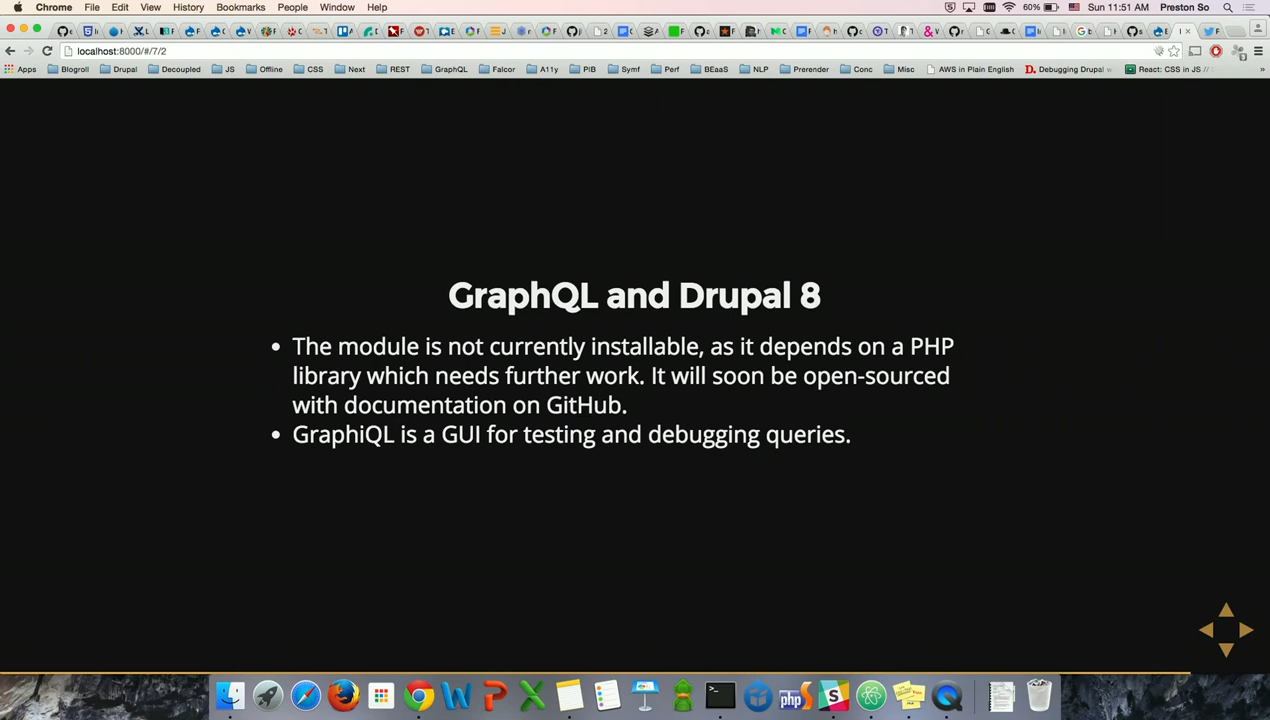 Chrome File Edit View History Bookmarks People Window Help 60% Sun 11:51 AM Preston So
localhost:8000/#/7/2
Apps Blogroll Drupal Decoupled JS Offline CSS Next REST GraphQL Falcor A11y PIB Symf Perf BEaaS NLP Prerender Conc Misc AWS in Plain English Debugging Drupal React: CSS in JS //
GraphQL and Drupal 8
• The module is not currently installable, as it depends on a PHP
library which needs further work. It will soon be open-sourced
with documentation on GitHub.
• GraphiQL is a GUI for testing and debugging queries.